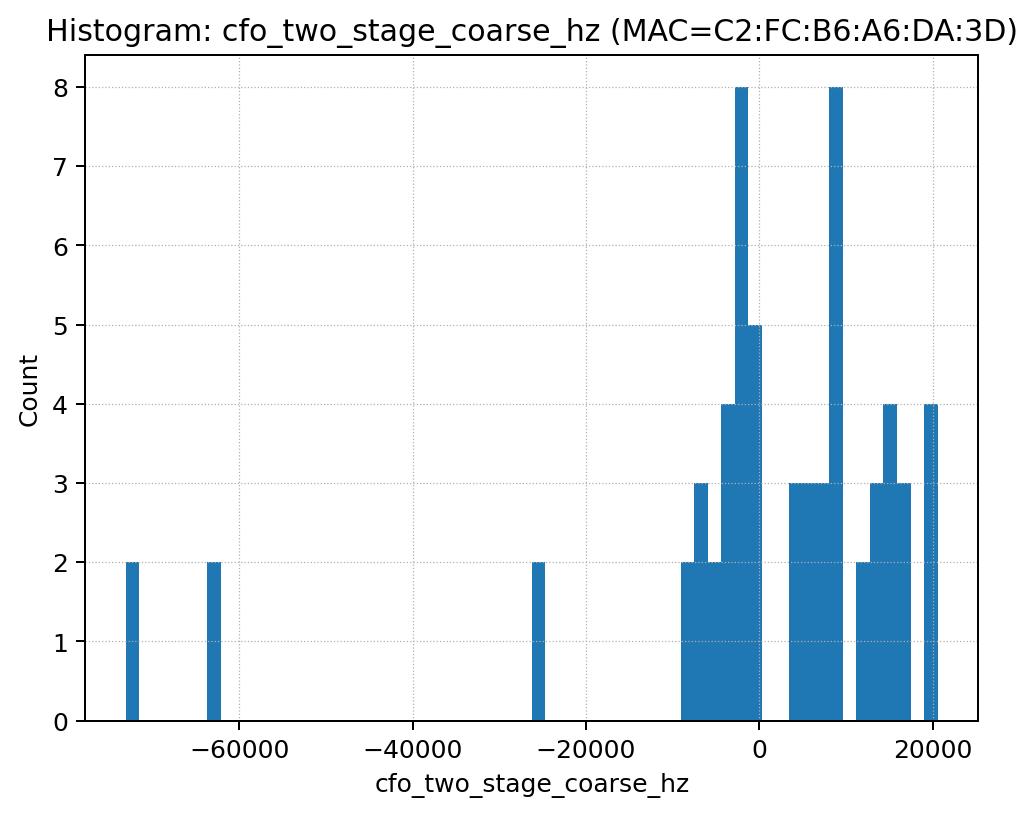 Histogram: cfo_two_stage_coarse_hz (MAC=C2:FC:B6:A6:DA:3D)
8
7
6
5
4
3
2
1
0
Count
−60000 −40000 −20000 0 20000
cfo_two_stage_coarse_hz